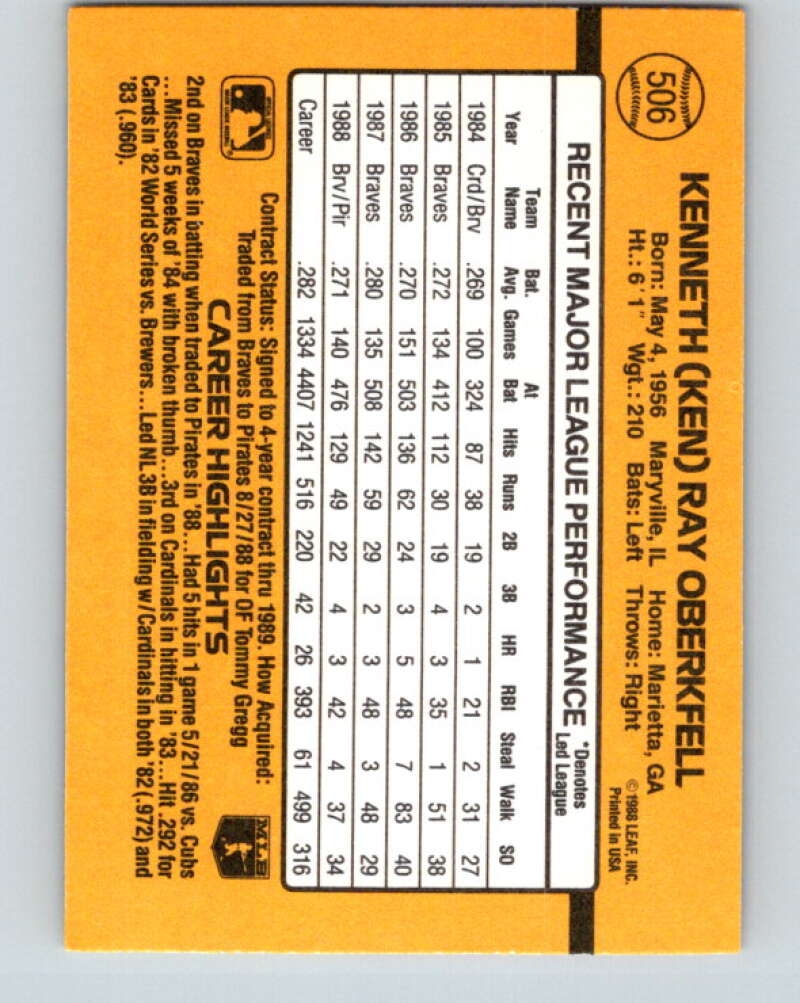 506
KENNETH (KEN) RAY OBERKFELL
Born: May 4, 1956 Maryville, IL Home: Marietta, GA
Ht.: 6'1" Wgt.: 210 Bats: Left Throws: Right
© 1988 LEAF, INC.
Printed in USA
RECENT MAJOR LEAGUE PERFORMANCE *Denotes Led League
Year Team Name Bat. Avg. Games At Bat Hits Runs 2B 3B HR RBI Steal Walk SO
1984 Crd/Brv .269 100 324 87 38 19 2 1 21 2 31 27
1985 Braves .272 134 412 112 30 19 4 3 35 1 51 38
1986 Braves .270 151 503 136 62 24 3 5 48 7 83 40
1987 Braves .280 135 508 142 59 29 2 3 48 3 48 29
1988 Brv/Pir .271 140 476 129 49 22 4 3 42 4 37 34
Career .282 1334 4407 1241 516 220 42 26 393 61 499 316
Contract Status: Signed to 4-year contract thru 1989. How Acquired:
Traded from Braves to Pirates 8/27/88 for OF Tommy Gregg
MLB
CAREER HIGHLIGHTS
2nd on Braves in batting when traded to Pirates in '88...Had 5 hits in 1 game 5/21/86 vs. Cubs
...Missed 5 weeks of '84 with broken thumb...3rd on Cardinals in hitting in '83...Hit .292 for
Cards in '82 World Series vs. Brewers...Led NL 3B in fielding w/Cardinals in both '82 (.972) and
'83 (.960).